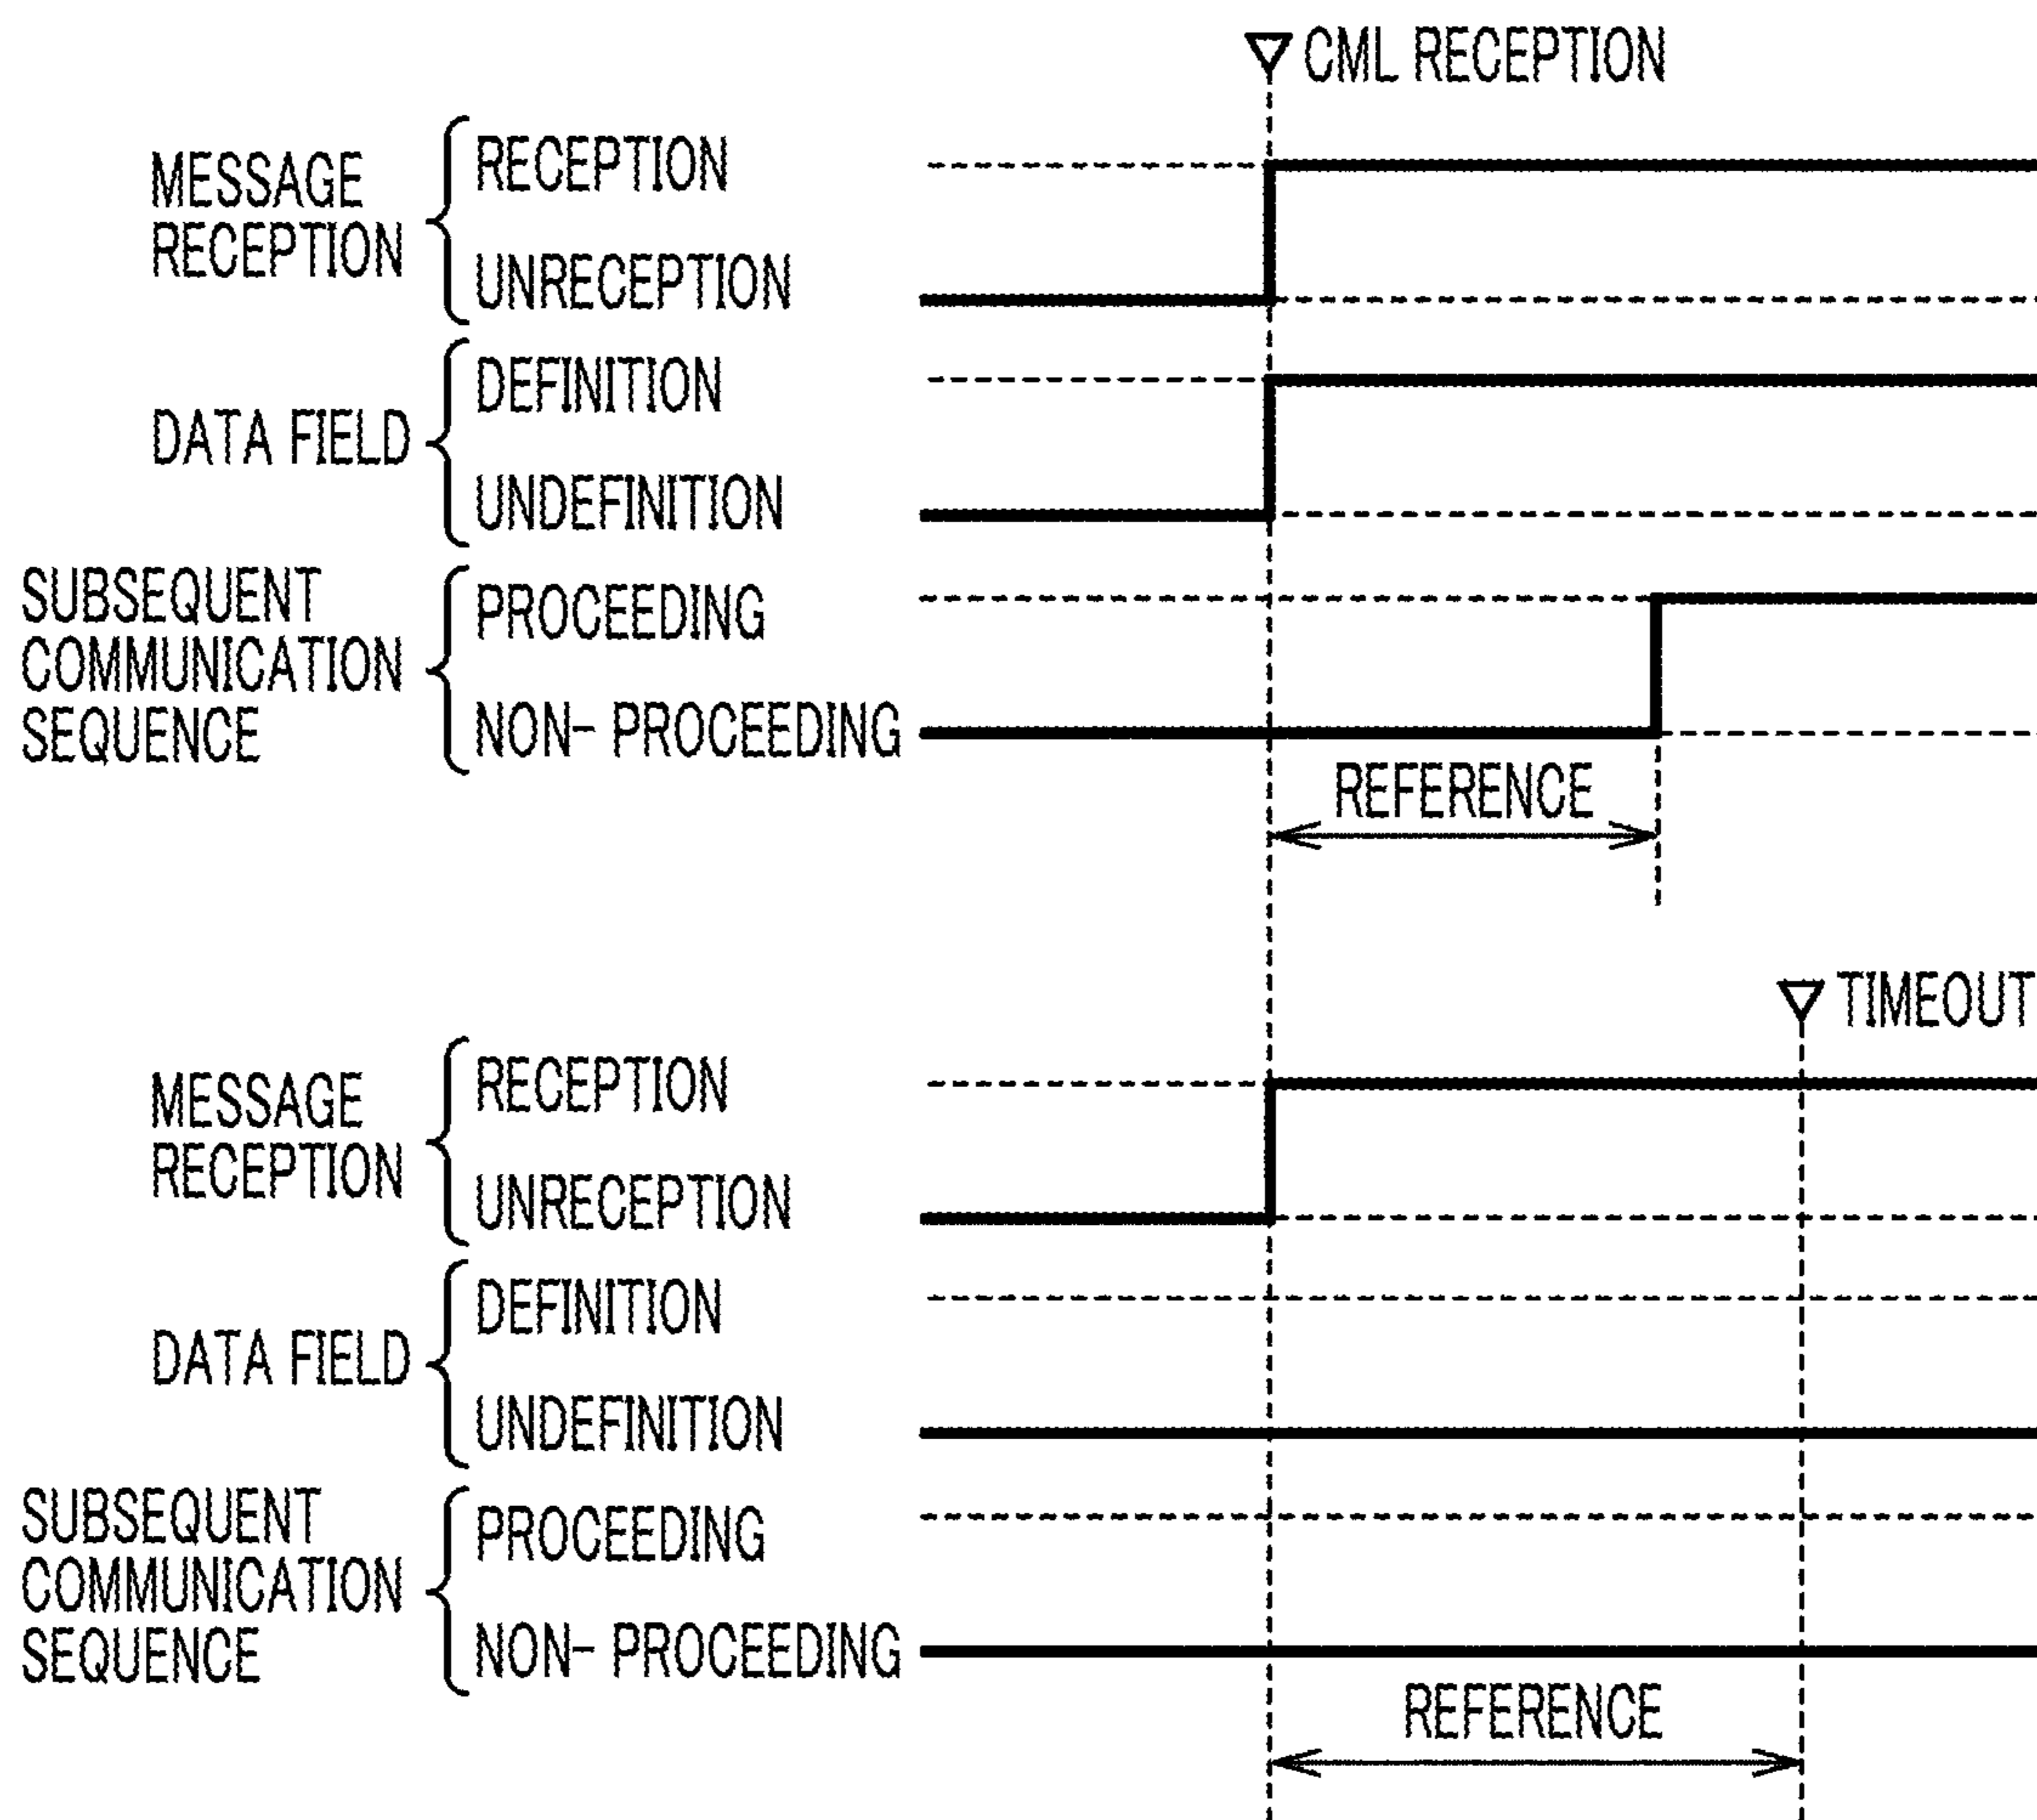 CML RECEPTION
MESSAGE
RECEPTION
RECEPTION
UNRECEPTION
DATA FIELD
DEFINITION
UNDEFINITION
SUBSEQUENT
COMMUNICATION
SEQUENCE
PROCEEDING
NON- PROCEEDING
REFERENCE
TIMEOUT
MESSAGE
RECEPTION
RECEPTION
UNRECEPTION
DATA FIELD
DEFINITION
UNDEFINITION
SUBSEQUENT
COMMUNICATION
SEQUENCE
PROCEEDING
NON- PROCEEDING
REFERENCE